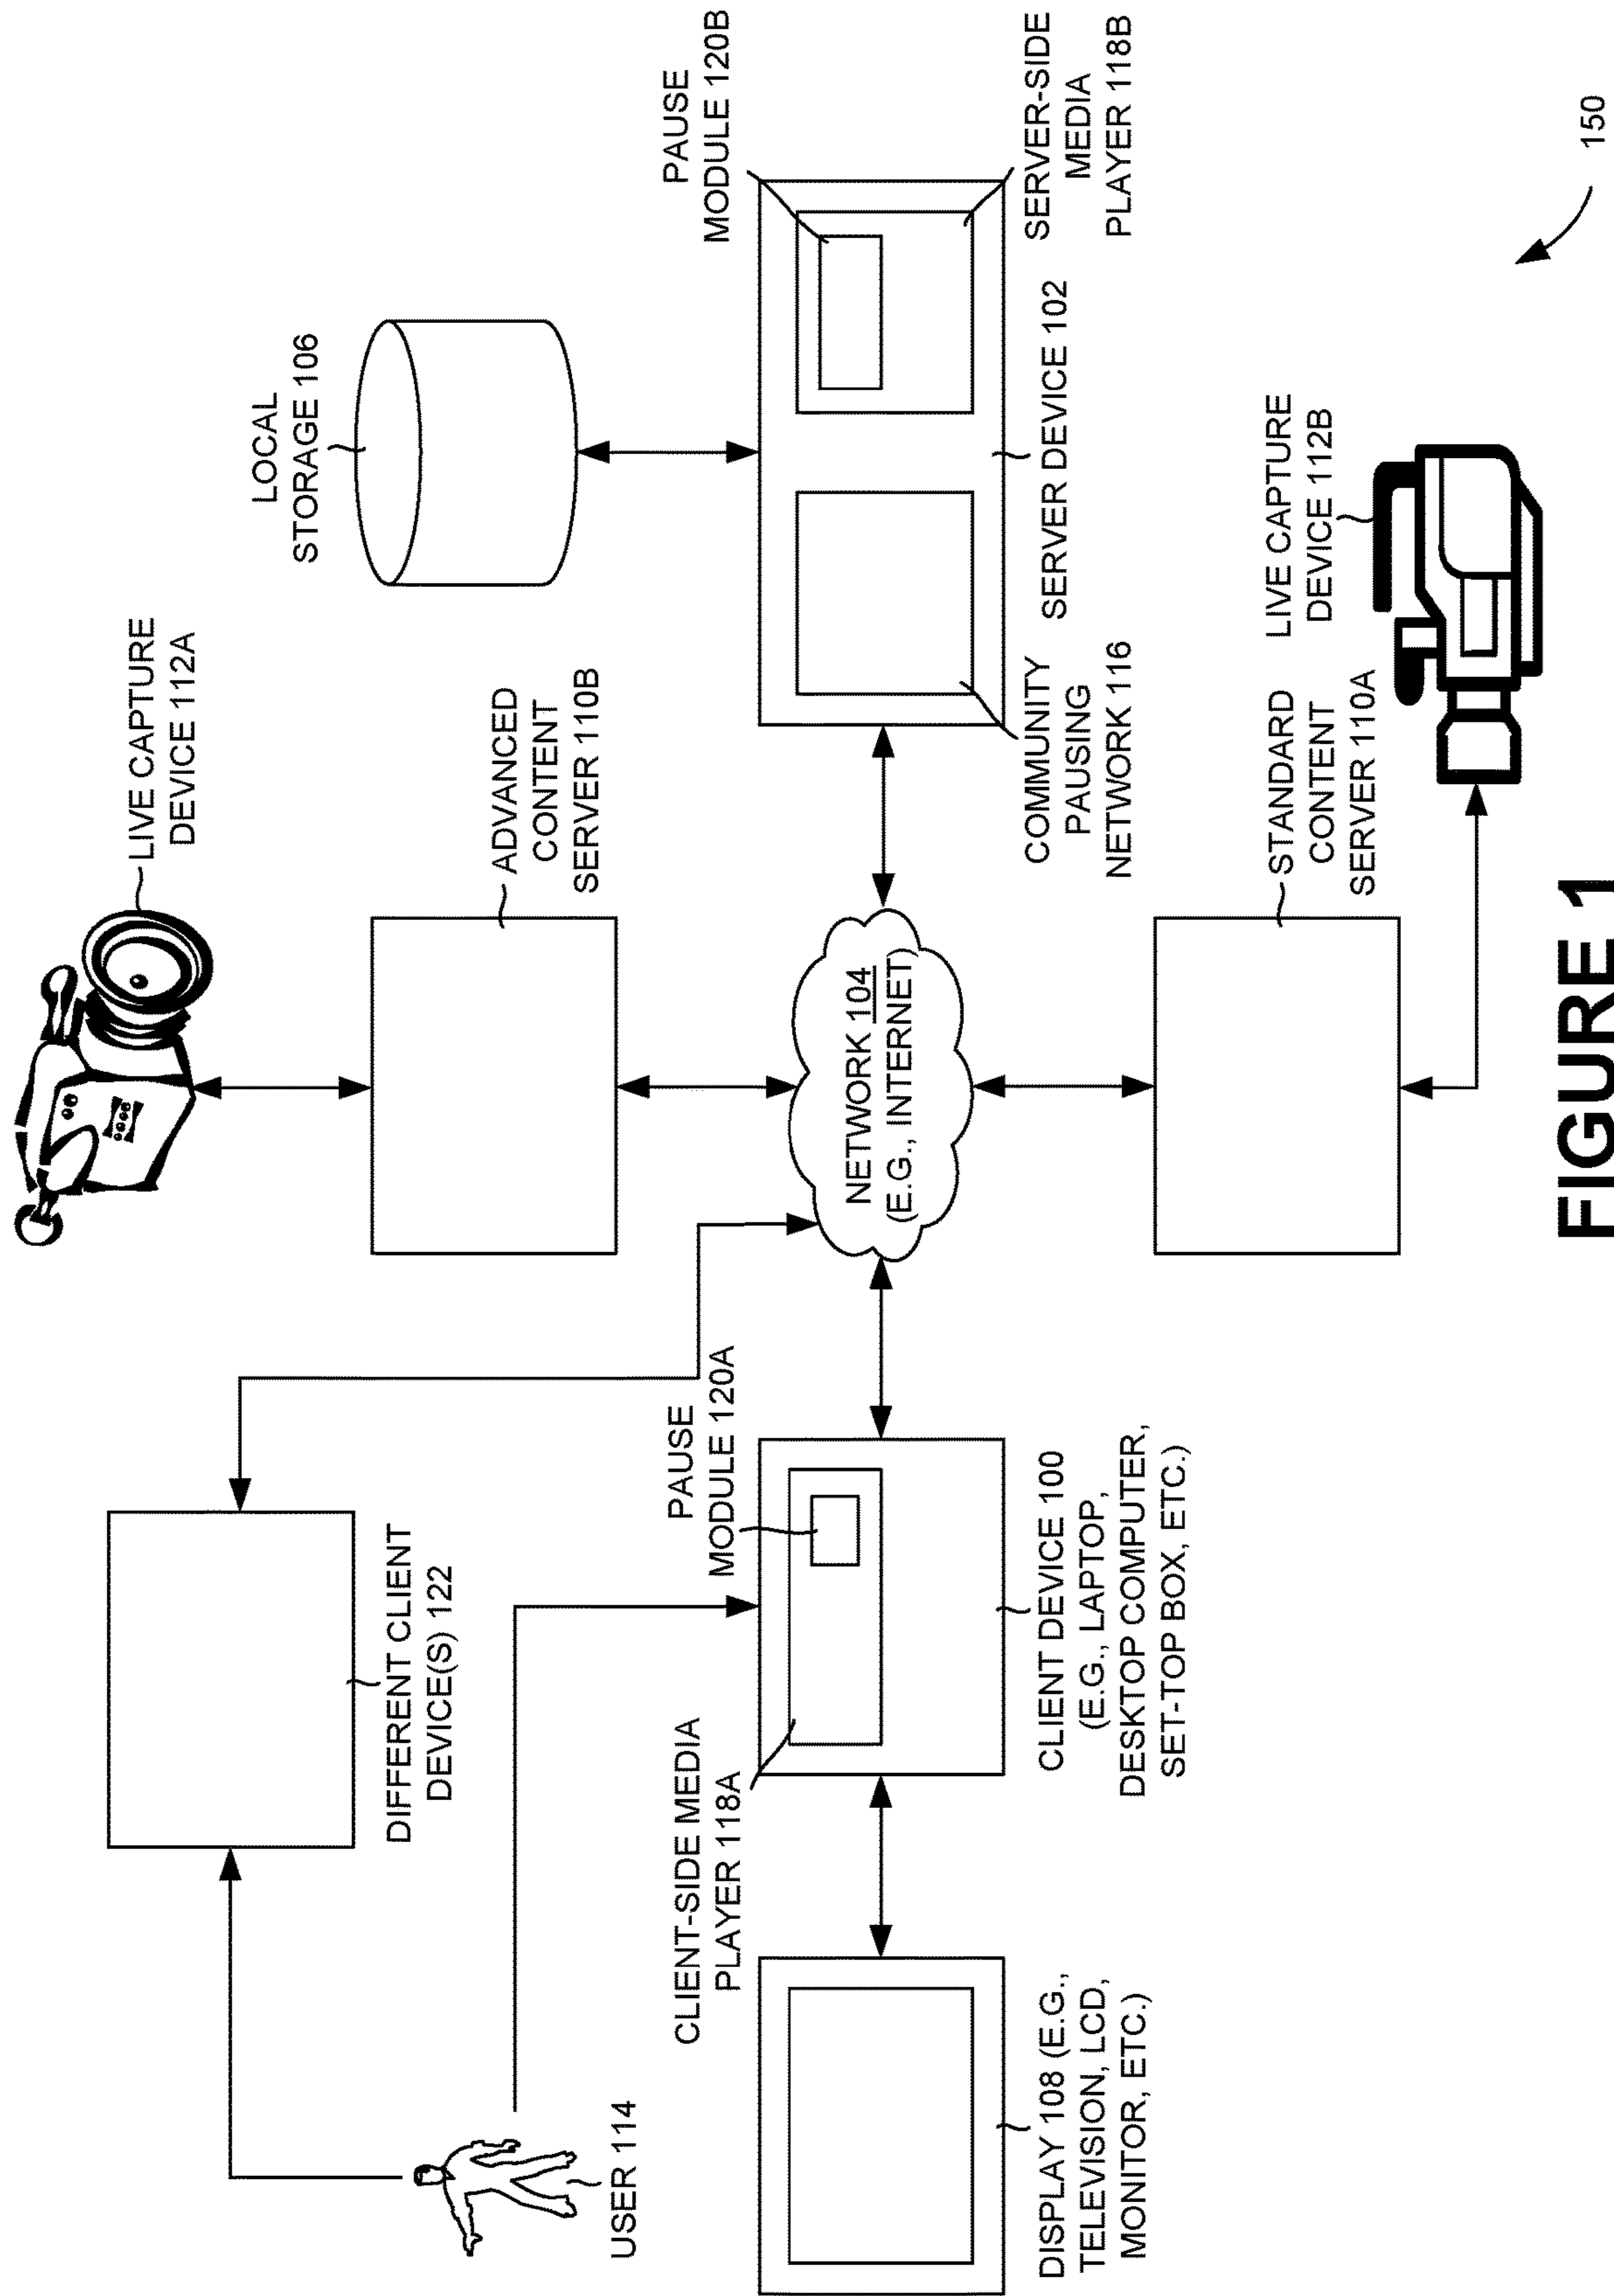 LIVE CAPTURE
DEVICE 112A
DIFFERENT CLIENT
DEVICE(S) 122
ADVANCED
CONTENT
SERVER 110B
LOCAL
STORAGE 106
USER 114
CLIENT-SIDE MEDIA
PLAYER 118A
PAUSE
MODULE 120A
PAUSE
MODULE 120B
NETWORK 104
(E.G., INTERNET)
DISPLAY 108 (E.G.,
TELEVISION, LCD,
MONITOR, ETC.)
CLIENT DEVICE 100
(E.G., LAPTOP,
DESKTOP COMPUTER,
SET-TOP BOX, ETC.)
COMMUNITY
PAUSING
NETWORK 116
SERVER DEVICE 102
SERVER-SIDE
MEDIA
PLAYER 118B
STANDARD
CONTENT
SERVER 110A
LIVE CAPTURE
DEVICE 112B
150
FIGURE 1